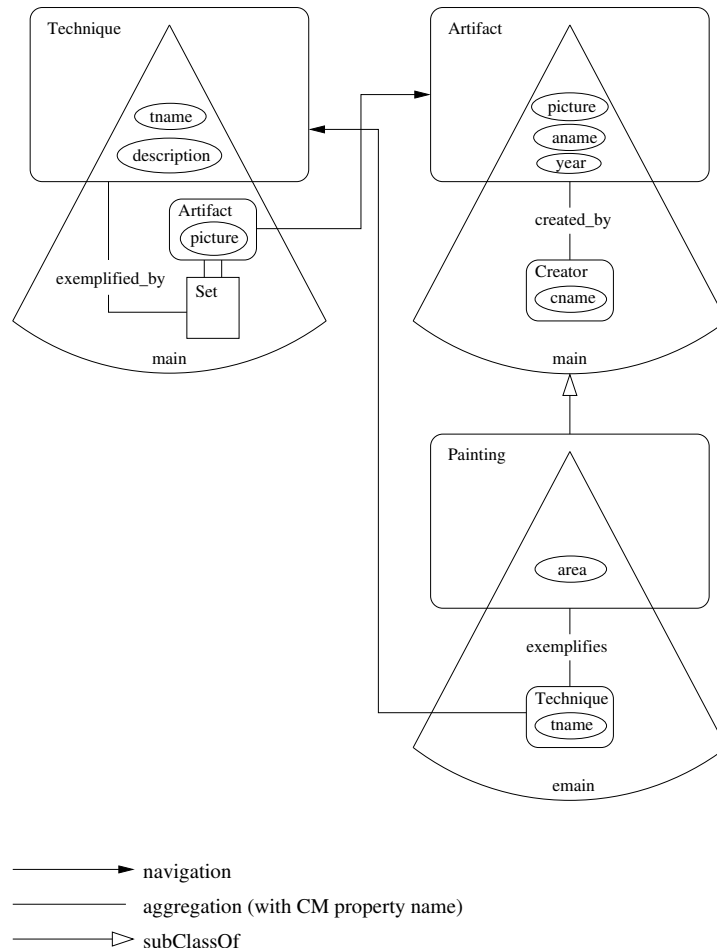 Technique
tname
description
Artifact
picture
exemplified_by
Set
main
Artifact
picture
aname
year
created_by
Creator
cname
main
Painting
area
exemplifies
Technique
tname
emain
navigation
aggregation (with CM property name)
subClassOf